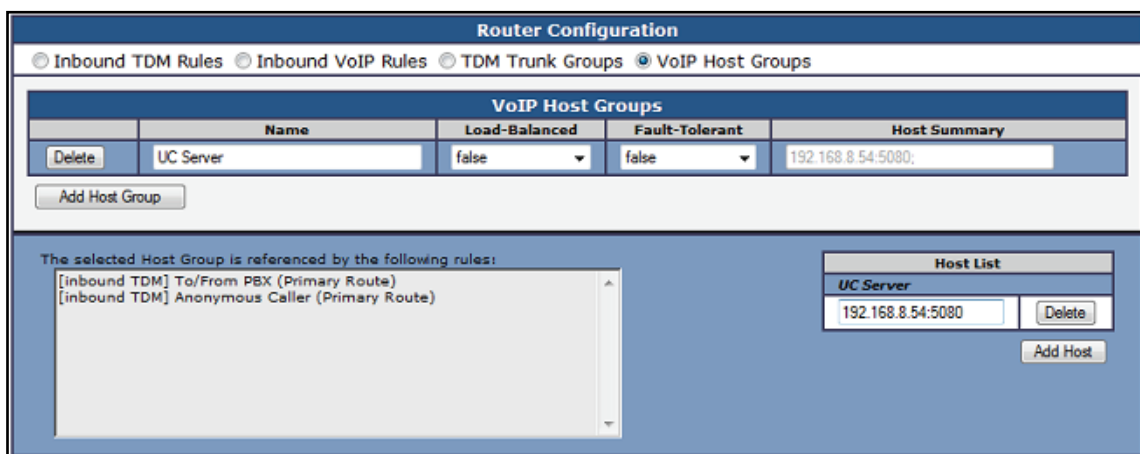 Router Configuration
Inbound TDM Rules Inbound VoIP Rules TDM Trunk Groups VoIP Host Groups
VoIP Host Groups
Name Load-Balanced Fault-Tolerant Host Summary
Delete UC Server false false 192.168.8.54:5080;
Add Host Group
The selected Host Group is referenced by the following rules:
[inbound TDM] To/From PBX (Primary Route)
[inbound TDM] Anonymous Caller (Primary Route)
Host List
UC Server
192.168.8.54:5080 Delete
Add Host